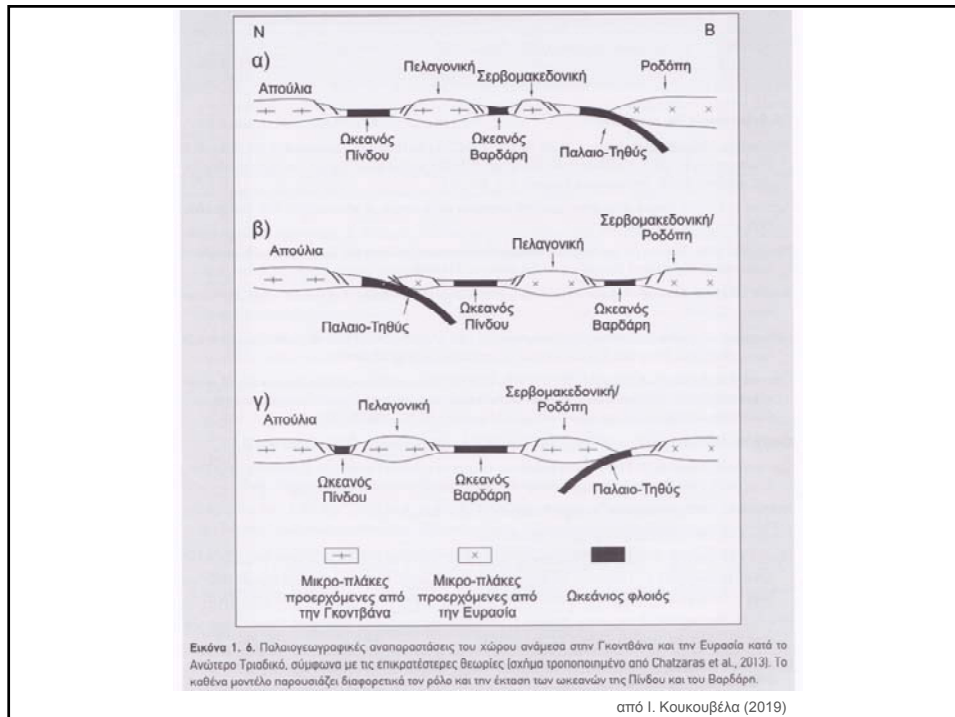 Ν Β
α)
Απούλια
Πελαγονική
Σερβομακεδονική
Ροδόπη
Ωκεανός
Πίνδου
Ωκεανός
Βαρδάρη
Παλαιο-Τηθύς
β)
Απούλια
Πελαγονική
Σερβομακεδονική/
Ροδόπη
Παλαιο-Τηθύς
Ωκεανός
Πίνδου
Ωκεανός
Βαρδάρη
γ)
Απούλια
Πελαγονική
Σερβομακεδονική/
Ροδόπη
Ωκεανός
Πίνδου
Ωκεανός
Βαρδάρη
Παλαιο-Τηθύς
Μικρο-πλάκες
προερχόμενες από
την Γκοντβάνα
Μικρο-πλάκες
προερχόμενες από
την Ευρασία
Ωκεάνιος φλοιός
Εικόνα 1. 6. Παλαιογεωγραφικές αναπαραστάσεις του χώρου ανάμεσα στην Γκοντβάνα και την Ευρασία κατά το
Ανώτερο Τριαδικό, σύμφωνα με τις επικρατέστερες θεωρίες (σχήμα τροποποιημένο από Chatzaras et al., 2013). Το
καθένα μοντέλο παρουσιάζει διαφορετικά τον ρόλο και την έκταση των ωκεανών της Πίνδου και του Βαρδάρη.
από Ι. Κουκουβέλα (2019)